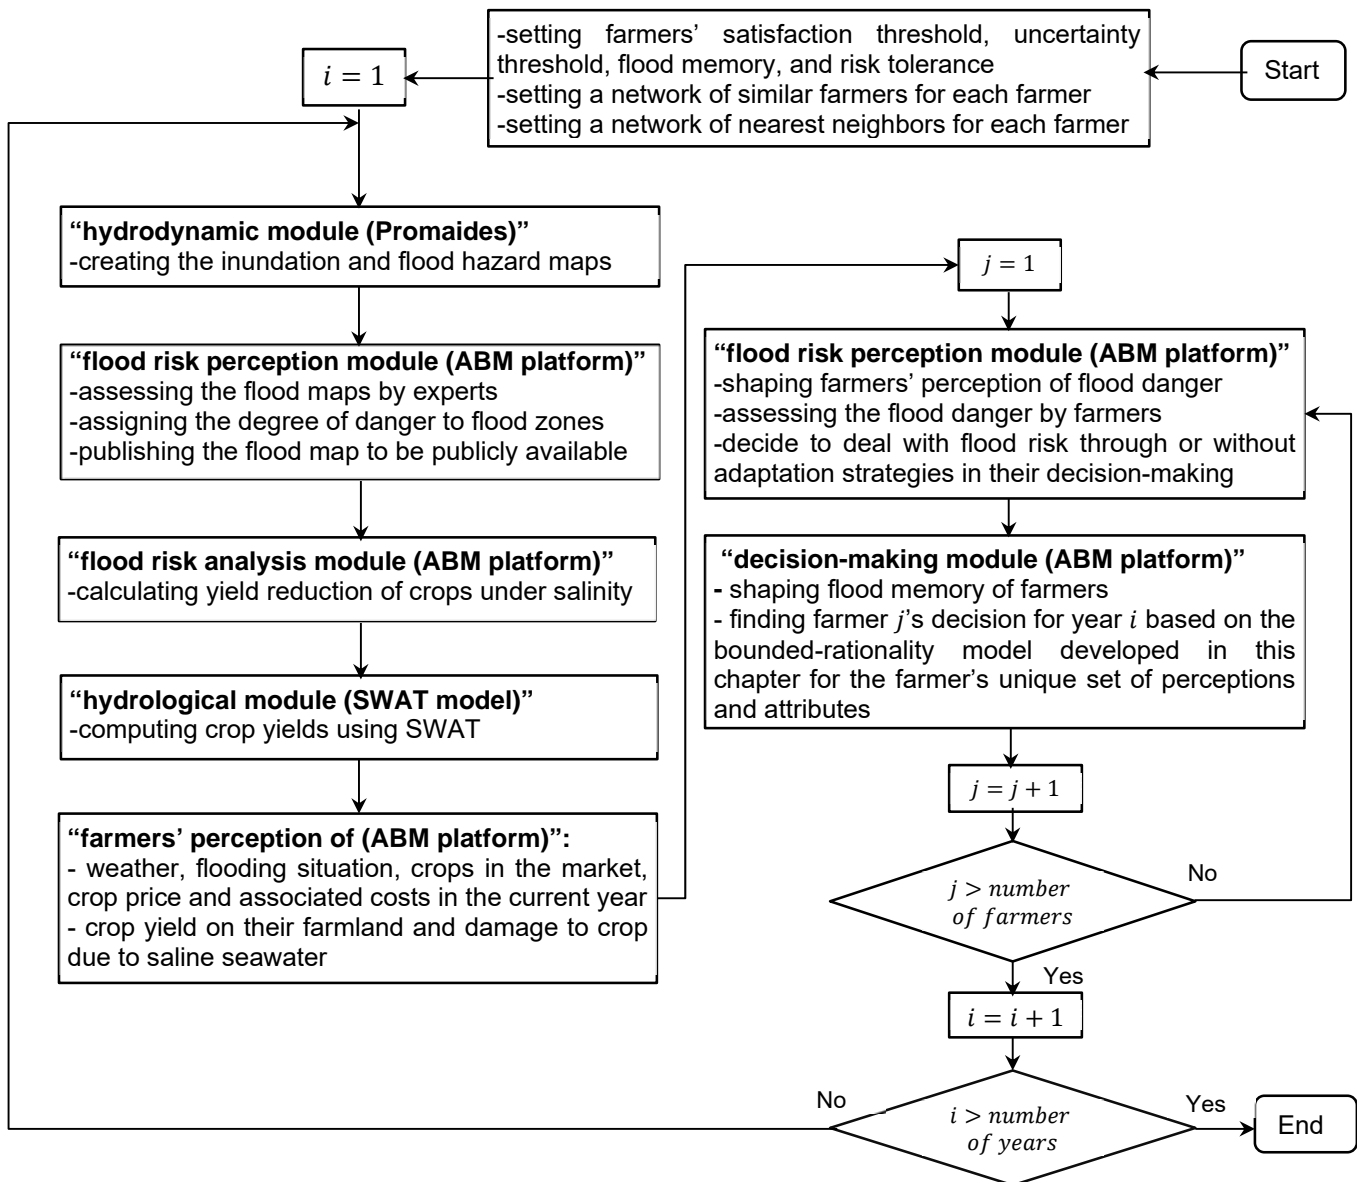 Start
-setting farmers’ satisfaction threshold, uncertainty
threshold, flood memory, and risk tolerance
-setting a network of similar farmers for each farmer
-setting a network of nearest neighbors for each farmer
i = 1
“hydrodynamic module (Promaides)”
-creating the inundation and flood hazard maps
“flood risk perception module (ABM platform)”
-assessing the flood maps by experts
-assigning the degree of danger to flood zones
-publishing the flood map to be publicly available
“flood risk analysis module (ABM platform)”
-calculating yield reduction of crops under salinity
“hydrological module (SWAT model)”
-computing crop yields using SWAT
“farmers’ perception of (ABM platform)”:
- weather, flooding situation, crops in the market,
crop price and associated costs in the current year
- crop yield on their farmland and damage to crop
due to saline seawater
j = 1
“flood risk perception module (ABM platform)”
-shaping farmers’ perception of flood danger
-assessing the flood danger by farmers
-decide to deal with flood risk through or without
adaptation strategies in their decision-making
“decision-making module (ABM platform)”
- shaping flood memory of farmers
- finding farmer j’s decision for year i based on the
bounded-rationality model developed in this
chapter for the farmer’s unique set of perceptions
and attributes
j = j + 1
j > number
of farmers
No
Yes
i = i + 1
i > number
of years
No
Yes
End